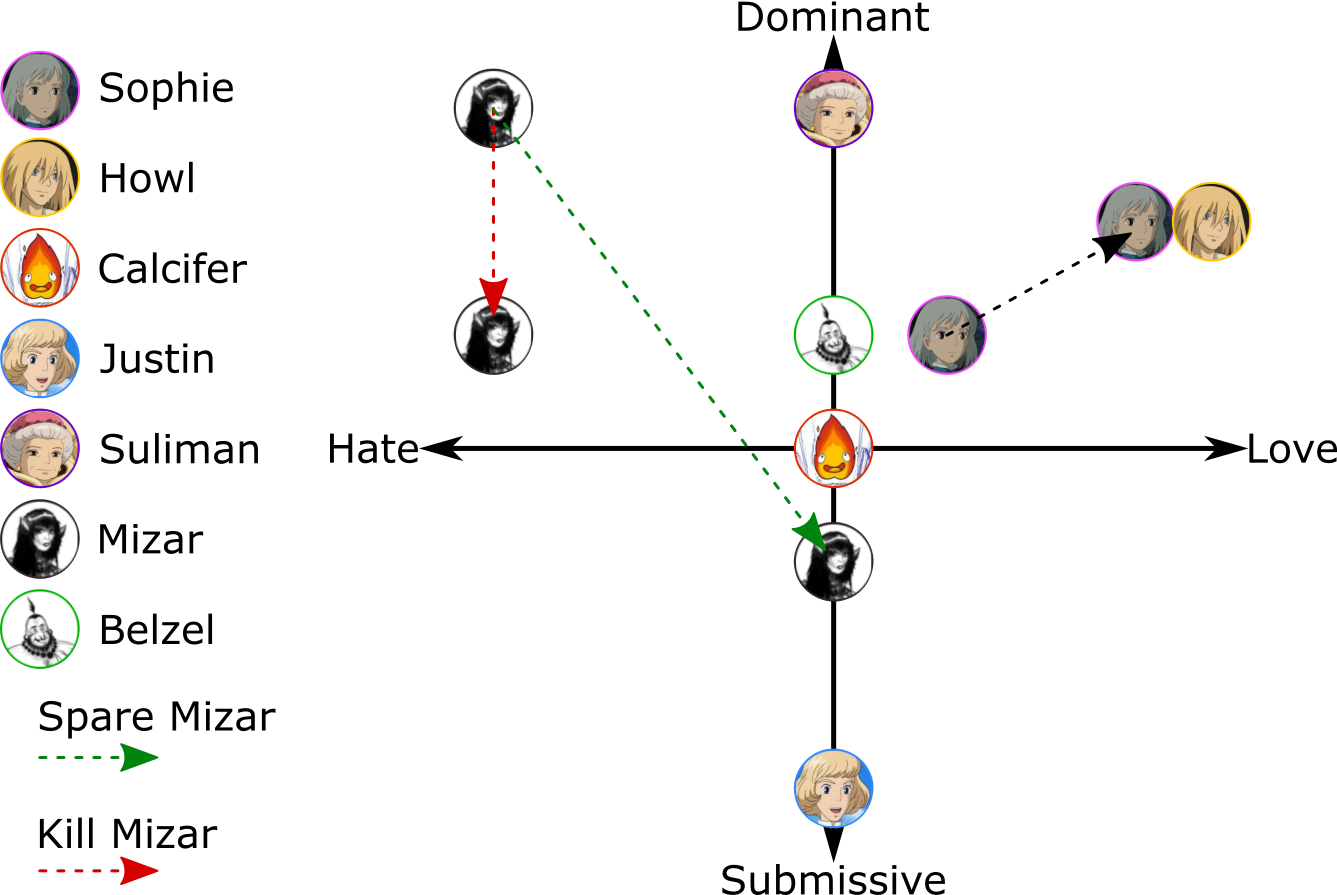 Dominant
Sophie
Howl
Calcifer
Justin
Suliman
Hate
Love
Mizar
Belzel
Spare Mizar
Kill Mizar
Submissive